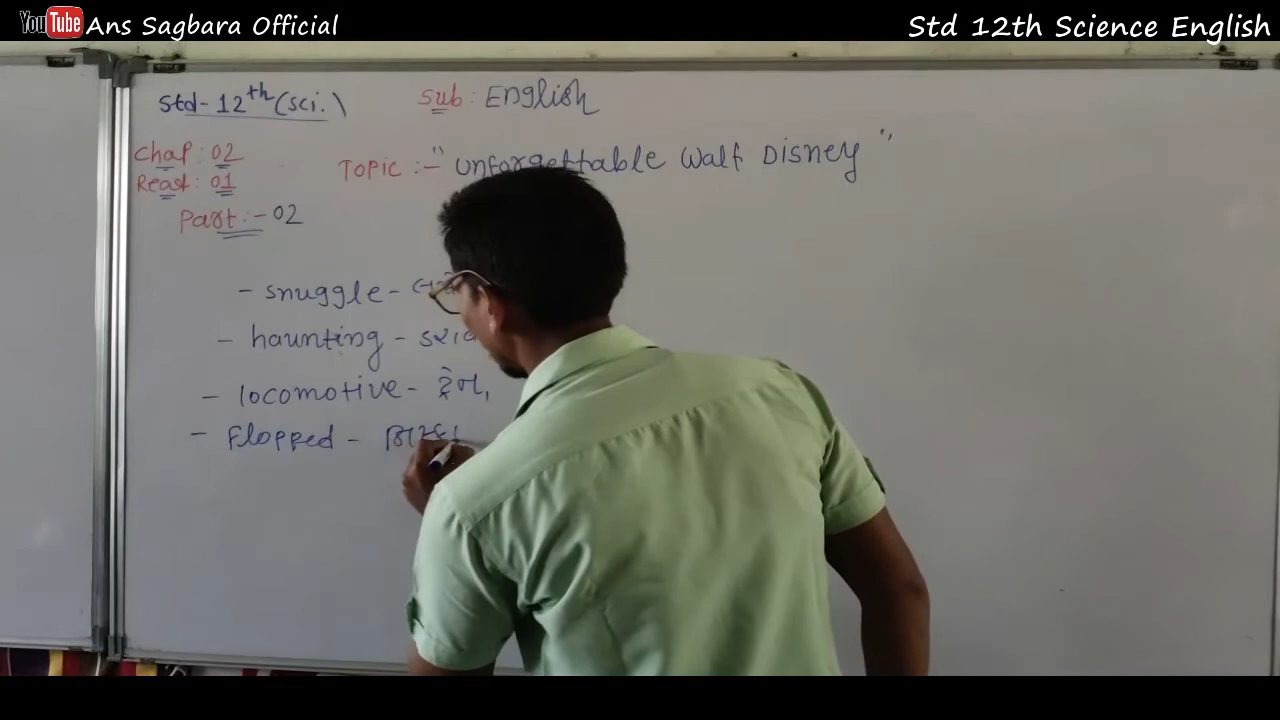 YouTube Ans Sagbara Official
Std 12th Science English
Std-12th (sci.)
Sub: English
Chap: 02
Read: 01
Topic:- "Unforgettable Walt Disney"
Part:- 02
- snuggle -
- haunting -
- locomotive -
- Flopped -